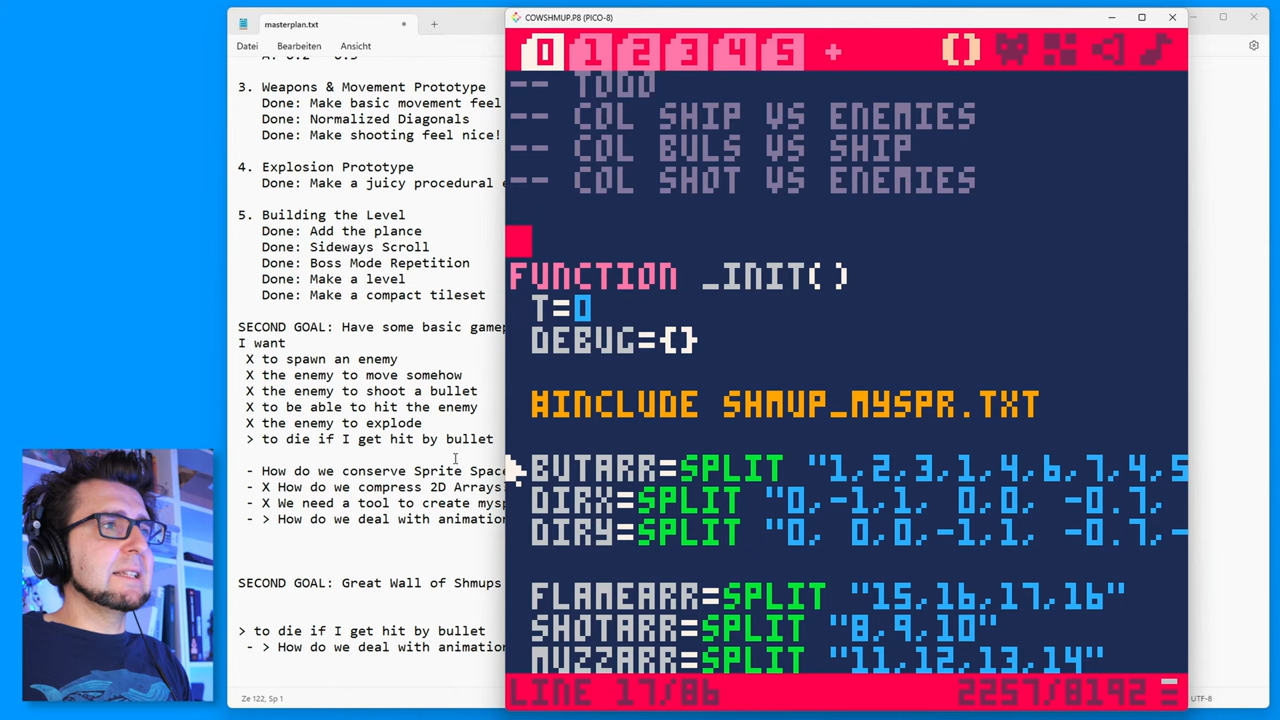 masterplan.txt
Datei Bearbeiten Ansicht
3. Weapons & Movement Prototype
Done: Make basic movement feel
Done: Normalized Diagonals
Done: Make shooting feel nice!
4. Explosion Prototype
Done: Make a juicy procedural
5. Building the Level
Done: Add the plance
Done: Sideways Scroll
Done: Boss Mode Repetition
Done: Make a level
Done: Make a compact tileset
SECOND GOAL: Have some basic
I want
X to spawn an enemy
X the enemy to move somehow
X the enemy to shoot a bullet
X to be able to hit the enemy
X the enemy to explode
> to die if I get hit by bullet
- How do we conserve Sprite
- X How do we compress 2D Arrays
- X We need a tool to create
- > How do we deal with
SECOND GOAL: Great Wall of Shmups
> to die if I get hit by bullet
- > How do we deal with
Ze 122, Sp 1
UTF-8
COWSHMUP.P8 (PICO-8)
0 1 2 3 4 5 +
-- TODO
-- COL SHIP VS ENEMIES
-- COL BULS VS SHIP
-- COL SHOT VS ENEMIES
FUNCTION _INIT()
T=0
DEBUG={}
#INCLUDE SHMUP_MYSPR.TXT
BUTARR=SPLIT "1,2,3,1,4,6,7,4,5
DIRX=SPLIT "0,-1,1, 0,0, -0.7,
DIRY=SPLIT "0, 0,0,-1,1, -0.7,-
FLAMEARR=SPLIT "15,16,17,16"
SHOTARR=SPLIT "8,9,10"
MUZZARR=SPLIT "11,12,13,14"
LINE 17/86
2257/8192